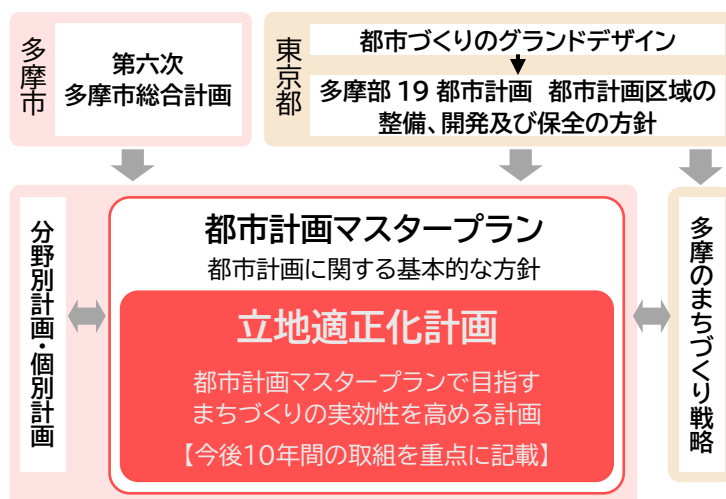 多摩市
第六次
多摩市総合計画
東京都
都市づくりのグランドデザイン
多摩部19都市計画 都市計画区域の
整備、開発及び保全の方針
分野別計画・個別計画
都市計画マスタープラン
都市計画に関する基本的な方針
立地適正化計画
都市計画マスタープランで目指す
まちづくりの実効性を高める計画
【今後10年間の取組を重点に記載】
多摩のまちづくり戦略